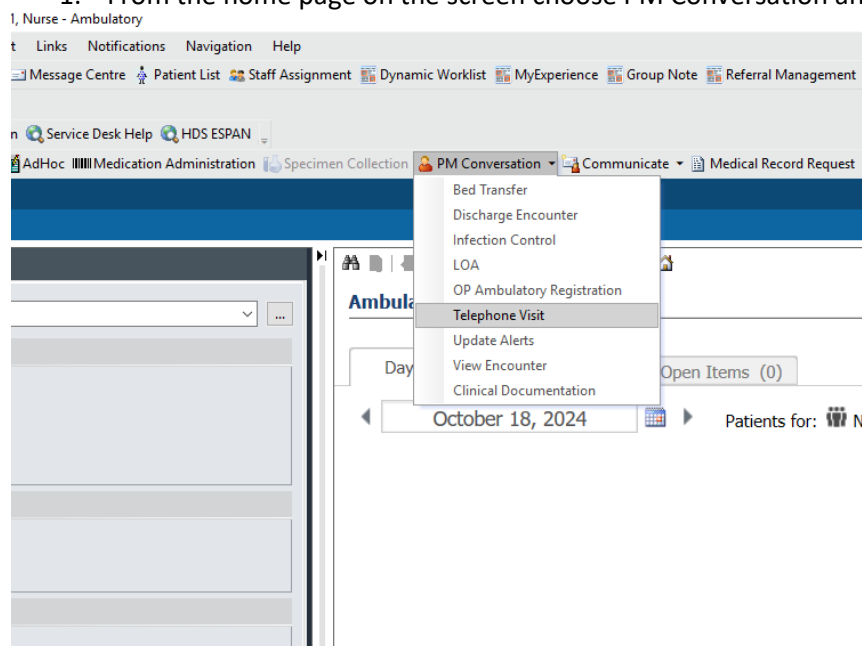 1. From the home page on the screen choose PM Conversation an
1, Nurse - Ambulatory
t Links Notifications Navigation Help
Message Centre Patient List Staff Assignment Dynamic Worklist MyExperience Group Note Referral Management
n Service Desk Help HDS ESPAN
AdHoc Medication Administration Specimen Collection PM Conversation Communicate Medical Record Request
Bed Transfer
Discharge Encounter
Infection Control
LOA
OP Ambulatory Registration
Ambula
...
Telephone Visit
Update Alerts
Day
View Encounter
Open Items (0)
Clinical Documentation
October 18, 2024
Patients for: N